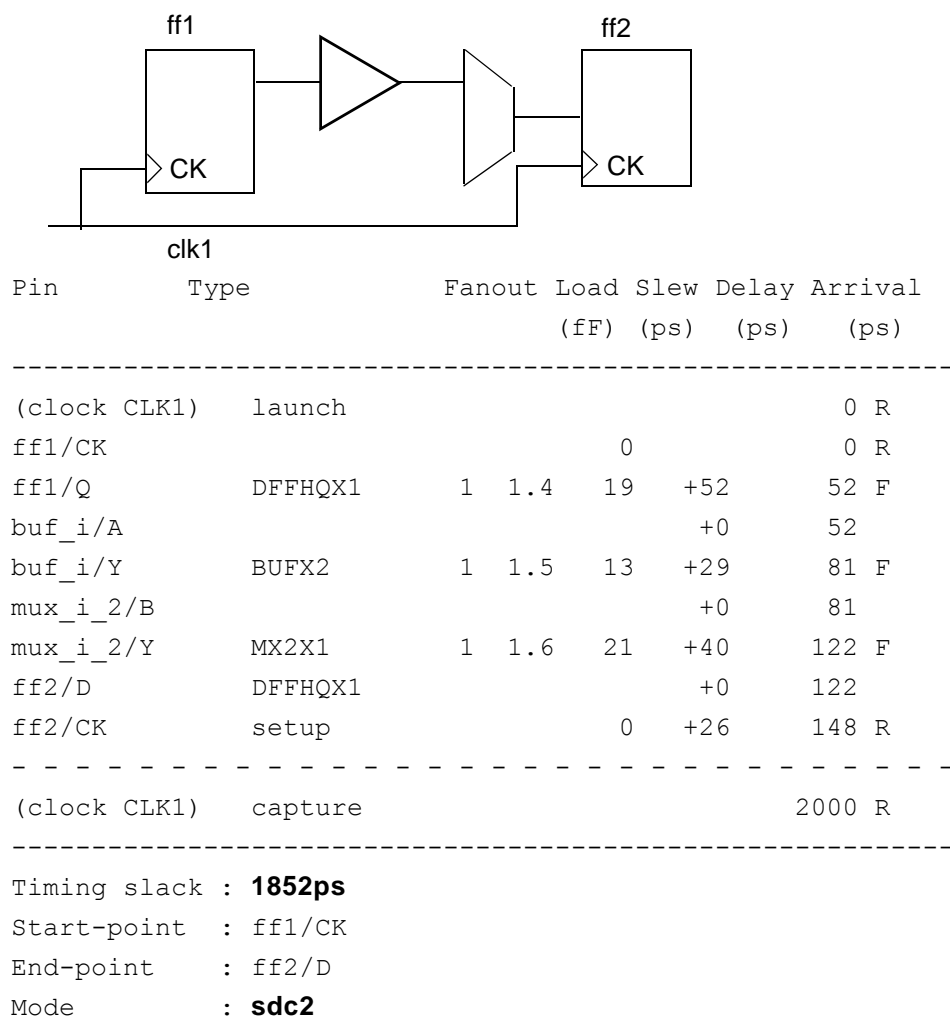 ff1 ff2
CK CK
clk1
Pin Type Fanout Load Slew Delay Arrival
(fF) (ps) (ps) (ps)
------------------------------------------------------------
(clock CLK1) launch 0 R
ff1/CK 0 0 R
ff1/Q DFFHQX1 1 1.4 19 +52 52 F
buf_i/A +0 52
buf_i/Y BUFX2 1 1.5 13 +29 81 F
mux_i_2/B +0 81
mux_i_2/Y MX2X1 1 1.6 21 +40 122 F
ff2/D DFFHQX1 +0 122
ff2/CK setup 0 +26 148 R
- - - - - - - - - - - - - - - - - - - - - - - - - - - - - -
(clock CLK1) capture 2000 R
------------------------------------------------------------
Timing slack : 1852ps
Start-point : ff1/CK
End-point : ff2/D
Mode : sdc2